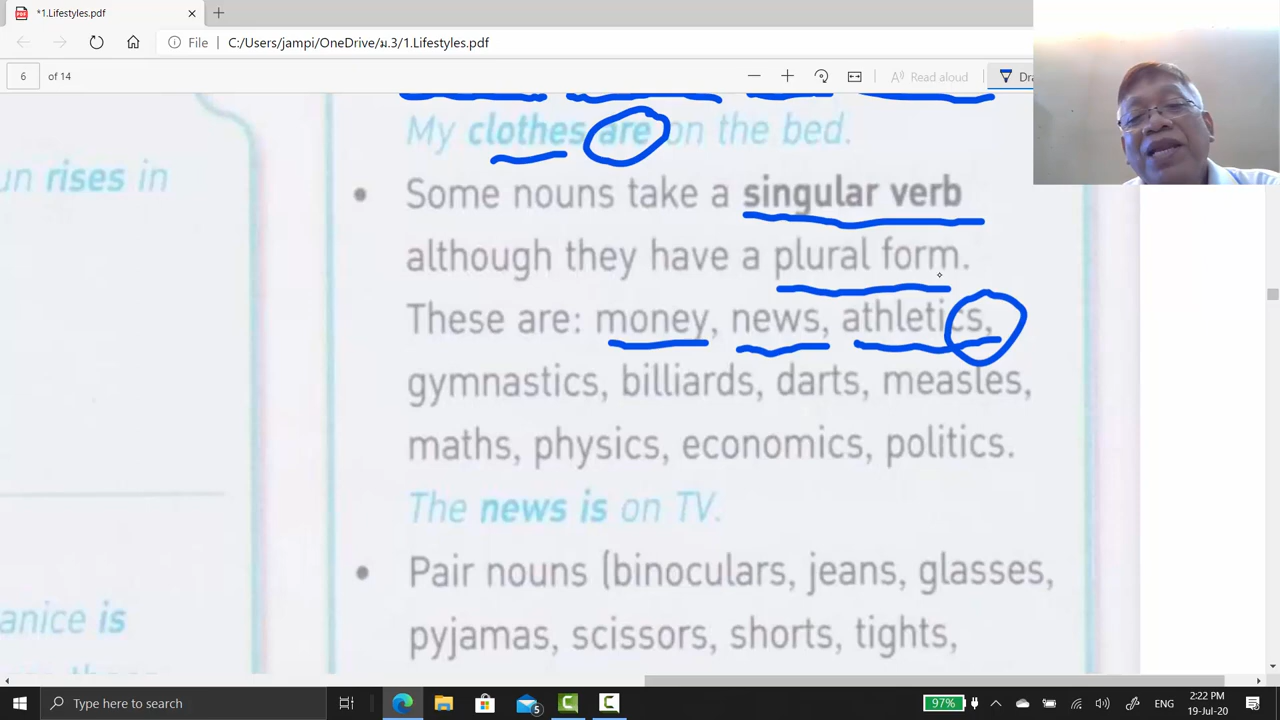 *1.Lifestyles.pdf
File C:/Users/jampi/OneDrive/ม.3/1.Lifestyles.pdf
6 of 14 Read aloud
My clothes are on the bed.
un rises in
• Some nouns take a singular verb
although they have a plural form.
These are: money, news, athletics,
gymnastics, billiards, darts, measles,
maths, physics, economics, politics.
The news is on TV.
• Pair nouns (binoculars, jeans, glasses,
anice is
pyjamas, scissors, shorts, tights,
Type here to search
5
97%
ENG
2:22 PM
19-Jul-20